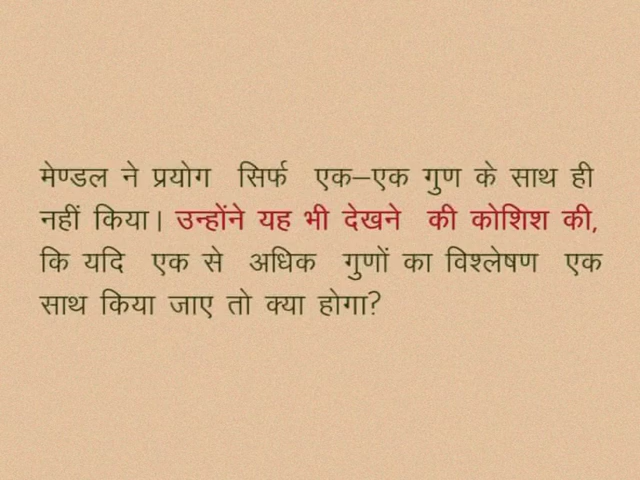 मेण्डल ने प्रयोग सिर्फ एक–एक गुण के साथ ही
नहीं किया। उन्होंने यह भी देखने की कोशिश की,
कि यदि एक से अधिक गुणों का विश्लेषण एक
साथ किया जाए तो क्या होगा?